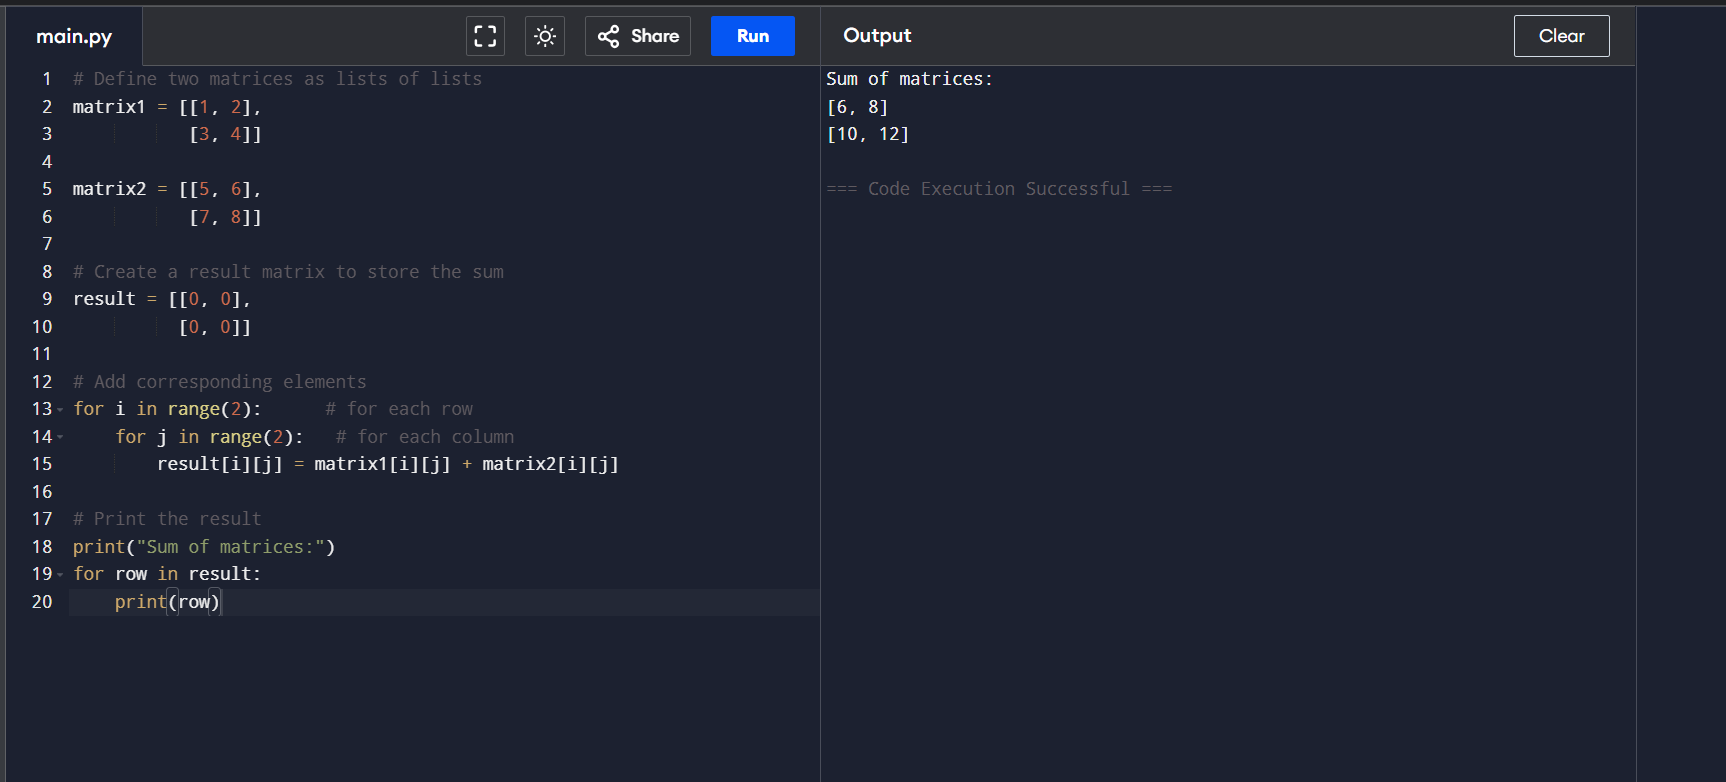 main.py
Share
Run
Output
Clear
1 # Define two matrices as lists of lists
2 matrix1 = [[1, 2],
3            [3, 4]]
4
5 matrix2 = [[5, 6],
6            [7, 8]]
7
8 # Create a result matrix to store the sum
9 result = [[0, 0],
10           [0, 0]]
11
12 # Add corresponding elements
13 for i in range(2):      # for each row
14     for j in range(2):   # for each column
15         result[i][j] = matrix1[i][j] + matrix2[i][j]
16
17 # Print the result
18 print("Sum of matrices:")
19 for row in result:
20     print(row)
Sum of matrices:
[6, 8]
[10, 12]
=== Code Execution Successful ===